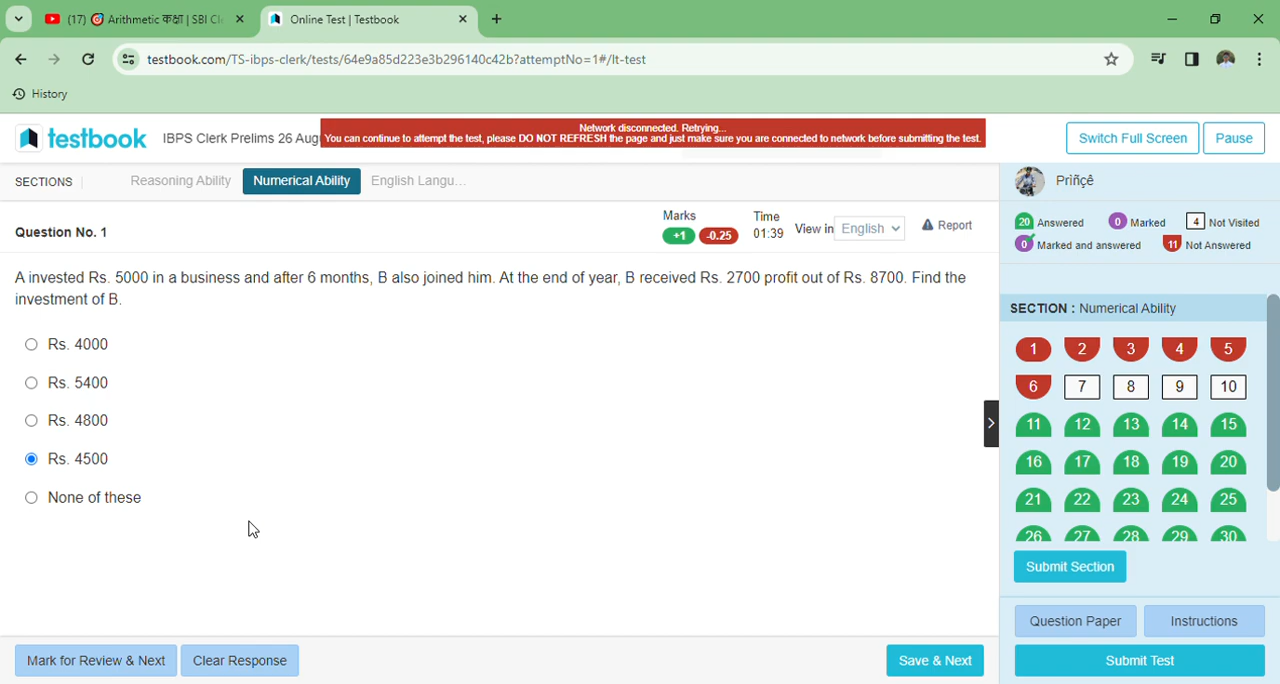 (17) 🎯 Arithmetic कक्षा | SBI Cl
Online Test | Testbook
testbook.com/TS-ibps-clerk/tests/64e9a85d223e3b296140c42b?attemptNo=1#/lt-test
History
testbook
IBPS Clerk Prelims 26 Aug
Network disconnected. Retrying...
You can continue to attempt the test, please DO NOT REFRESH the page and just make sure you are connected to network before submitting the test.
Switch Full Screen
Pause
SECTIONS
Reasoning Ability
Numerical Ability
English Langu...
Prïñçê
Question No. 1
Marks
+1
-0.25
Time
01:39
View in
English
Report
20 Answered
0 Marked
4 Not Visited
0 Marked and answered
11 Not Answered
A invested Rs. 5000 in a business and after 6 months, B also joined him. At the end of year, B received Rs. 2700 profit out of Rs. 8700. Find the
investment of B.
Rs. 4000
Rs. 5400
Rs. 4800
Rs. 4500
None of these
SECTION : Numerical Ability
1 2 3 4 5
6 7 8 9 10
11 12 13 14 15
16 17 18 19 20
21 22 23 24 25
26 27 28 29 30
Submit Section
Question Paper
Instructions
Mark for Review & Next
Clear Response
Save & Next
Submit Test